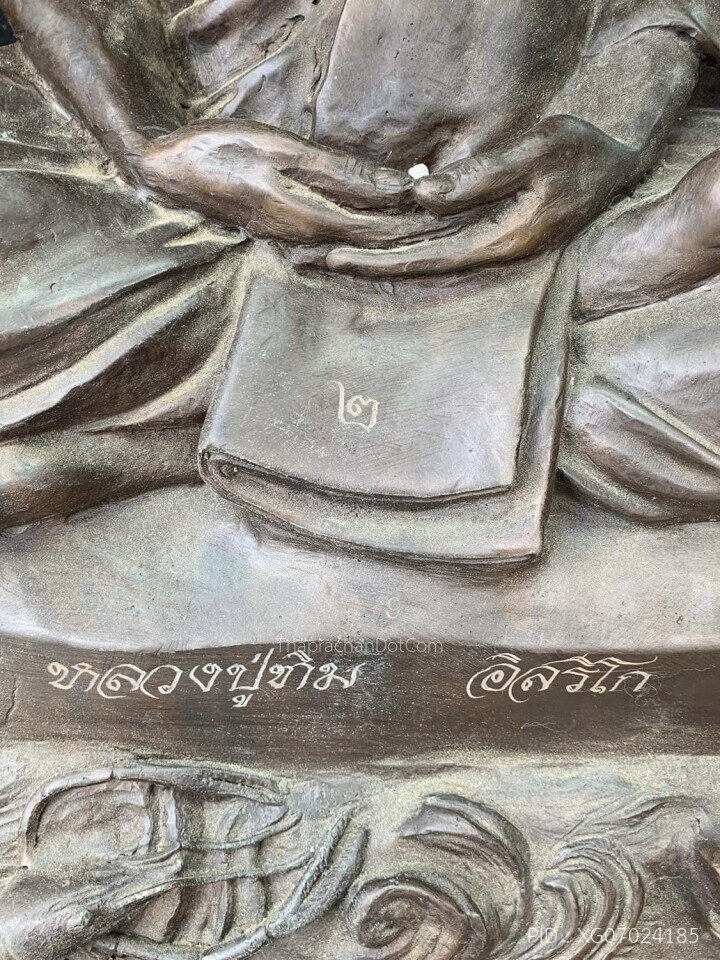 ๒
ThaprachanDotCom
หลวงปู่ทิม อิสริโก
PID : XG07024185